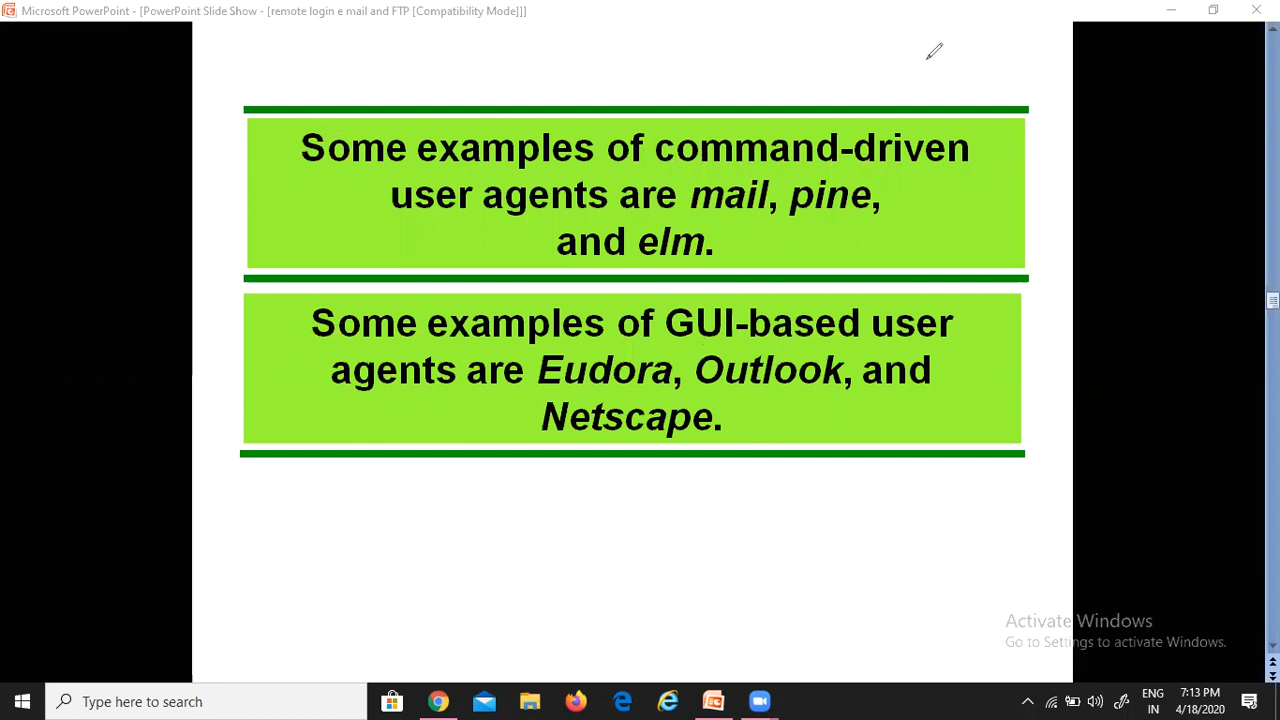 Microsoft PowerPoint - [PowerPoint Slide Show - [remote login e mail and FTP [Compatibility Mode]]]
Some examples of command-driven
user agents are mail, pine,
and elm.
Some examples of GUI-based user
agents are Eudora, Outlook, and
Netscape.
Activate Windows
Go to Settings to activate Windows.
Type here to search
ENG
IN
7:13 PM
4/18/2020